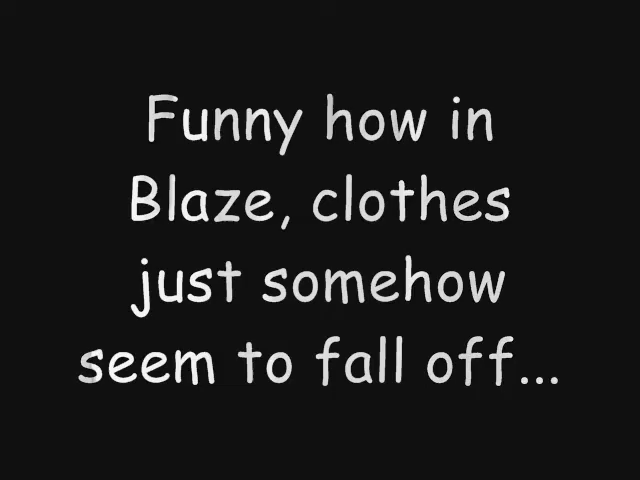 Funny how in
Blaze, clothes
just somehow
seem to fall off...